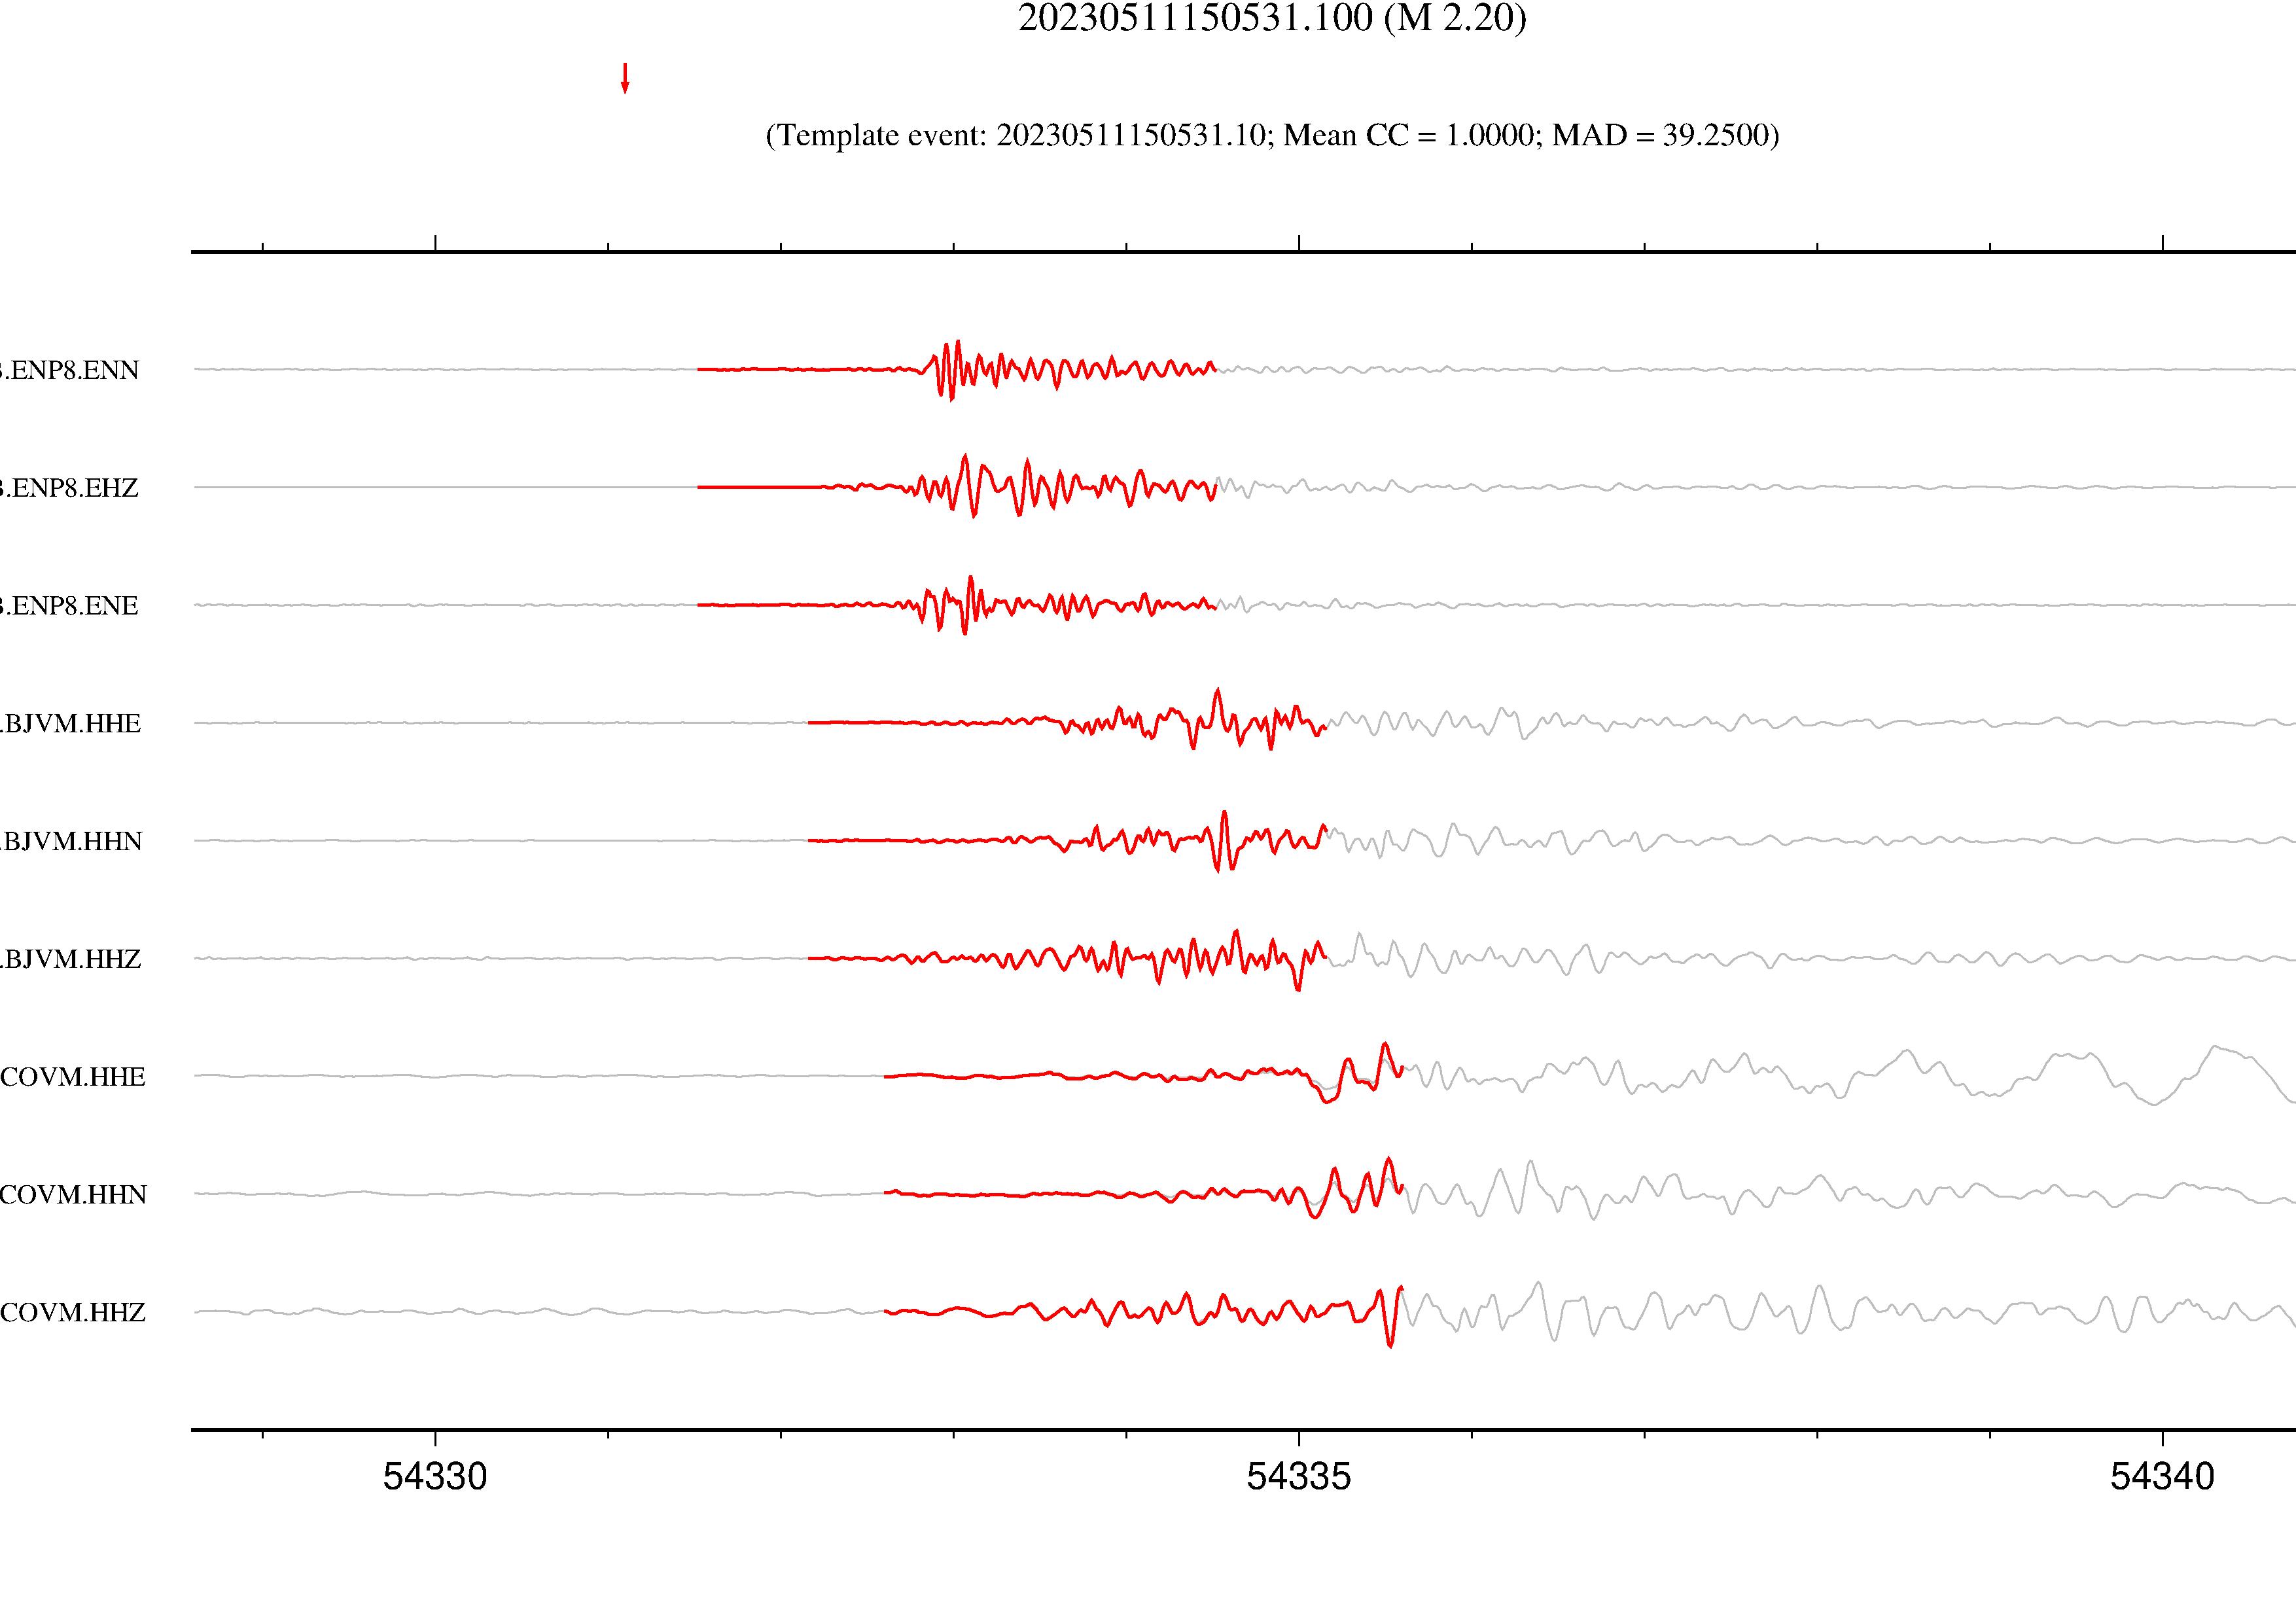 20230511150531.100 (M 2.20)
(Template event: 20230511150531.10; Mean CC = 1.0000; MAD = 39.2500)
.ENP8.ENN
.ENP8.EHZ
.ENP8.ENE
.BJVM.HHE
.BJVM.HHN
.BJVM.HHZ
COVM.HHE
COVM.HHN
COVM.HHZ
54330 54335 54340